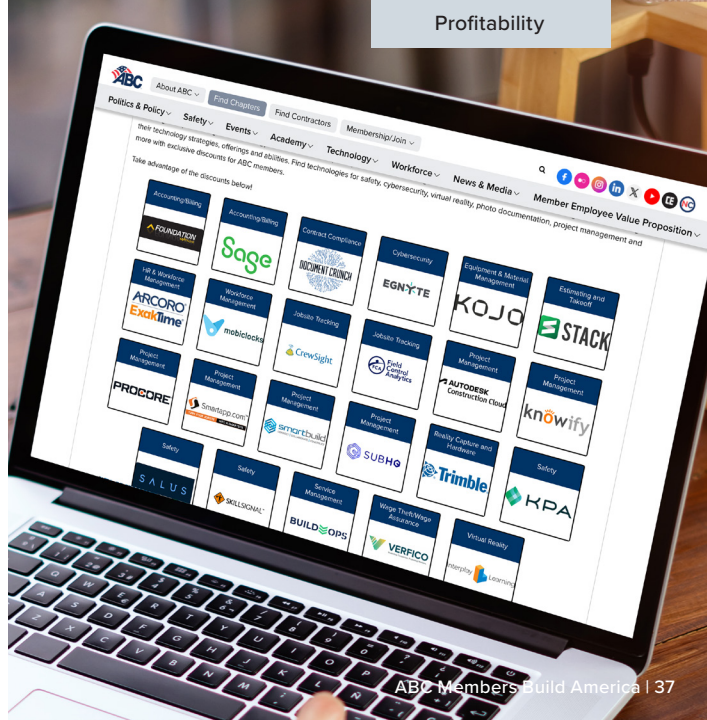 Profitability
ABC
About ABC
Find Chapters
Find Contractors
Membership/Join
Politics & Policy
Safety
Events
Academy
Technology
Workforce
News & Media
Member Employee Value Proposition
their technology strategies, offerings and abilities. Find technologies for safety, cybersecurity, virtual reality, photo documentation, project management and
more with exclusive discounts for ABC members.
Take advantage of the discounts below!
Accounting/Billing
FOUNDATION
Accounting/Billing
Sage
Contract Compliance
DOCUMENT CRUNCH
Cybersecurity
EGNYTE
Equipment & Material
Management
KOJO
Estimating and
Takeoff
STACK
HR & Workforce
Management
ARCORO
ExakTime
Workforce
Management
mobiclocks
Jobsite Tracking
CrewSight
Jobsite Tracking
FCA
Field
Control
Analytics
Project
Management
AUTODESK
Construction Cloud
Project
Management
knowify
Project
Management
PROCORE
Project
Management
Smartapp.com
Project
Management
smartbuild
Project
Management
SUBHQ
Reality Capture and
Hardware
Trimble
Safety
KPA
Safety
SALUS
Safety
SKILLSIGNAL
Service
Management
BUILDOPS
Wage Theft/Wage
Assurance
VERFICO
Virtual Reality
Interplay Learning
ABC Members Build America | 37